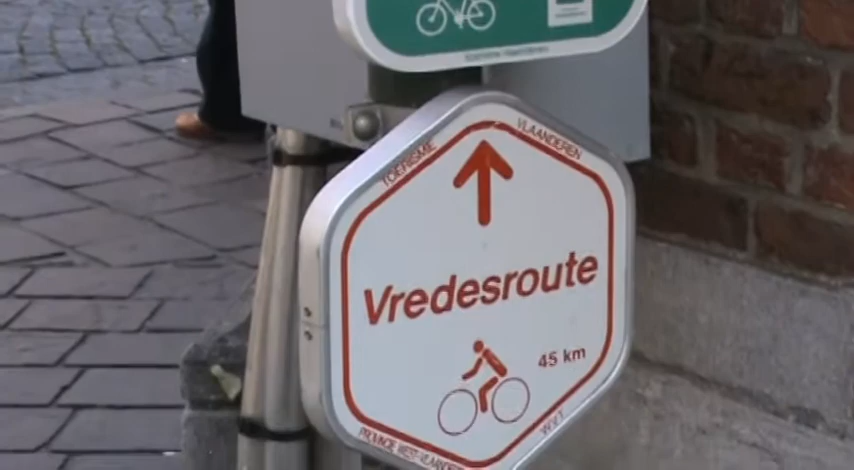 TOERISME VLAANDEREN
Vredesroute
45 km
PROVINCIE WEST-VLAANDEREN